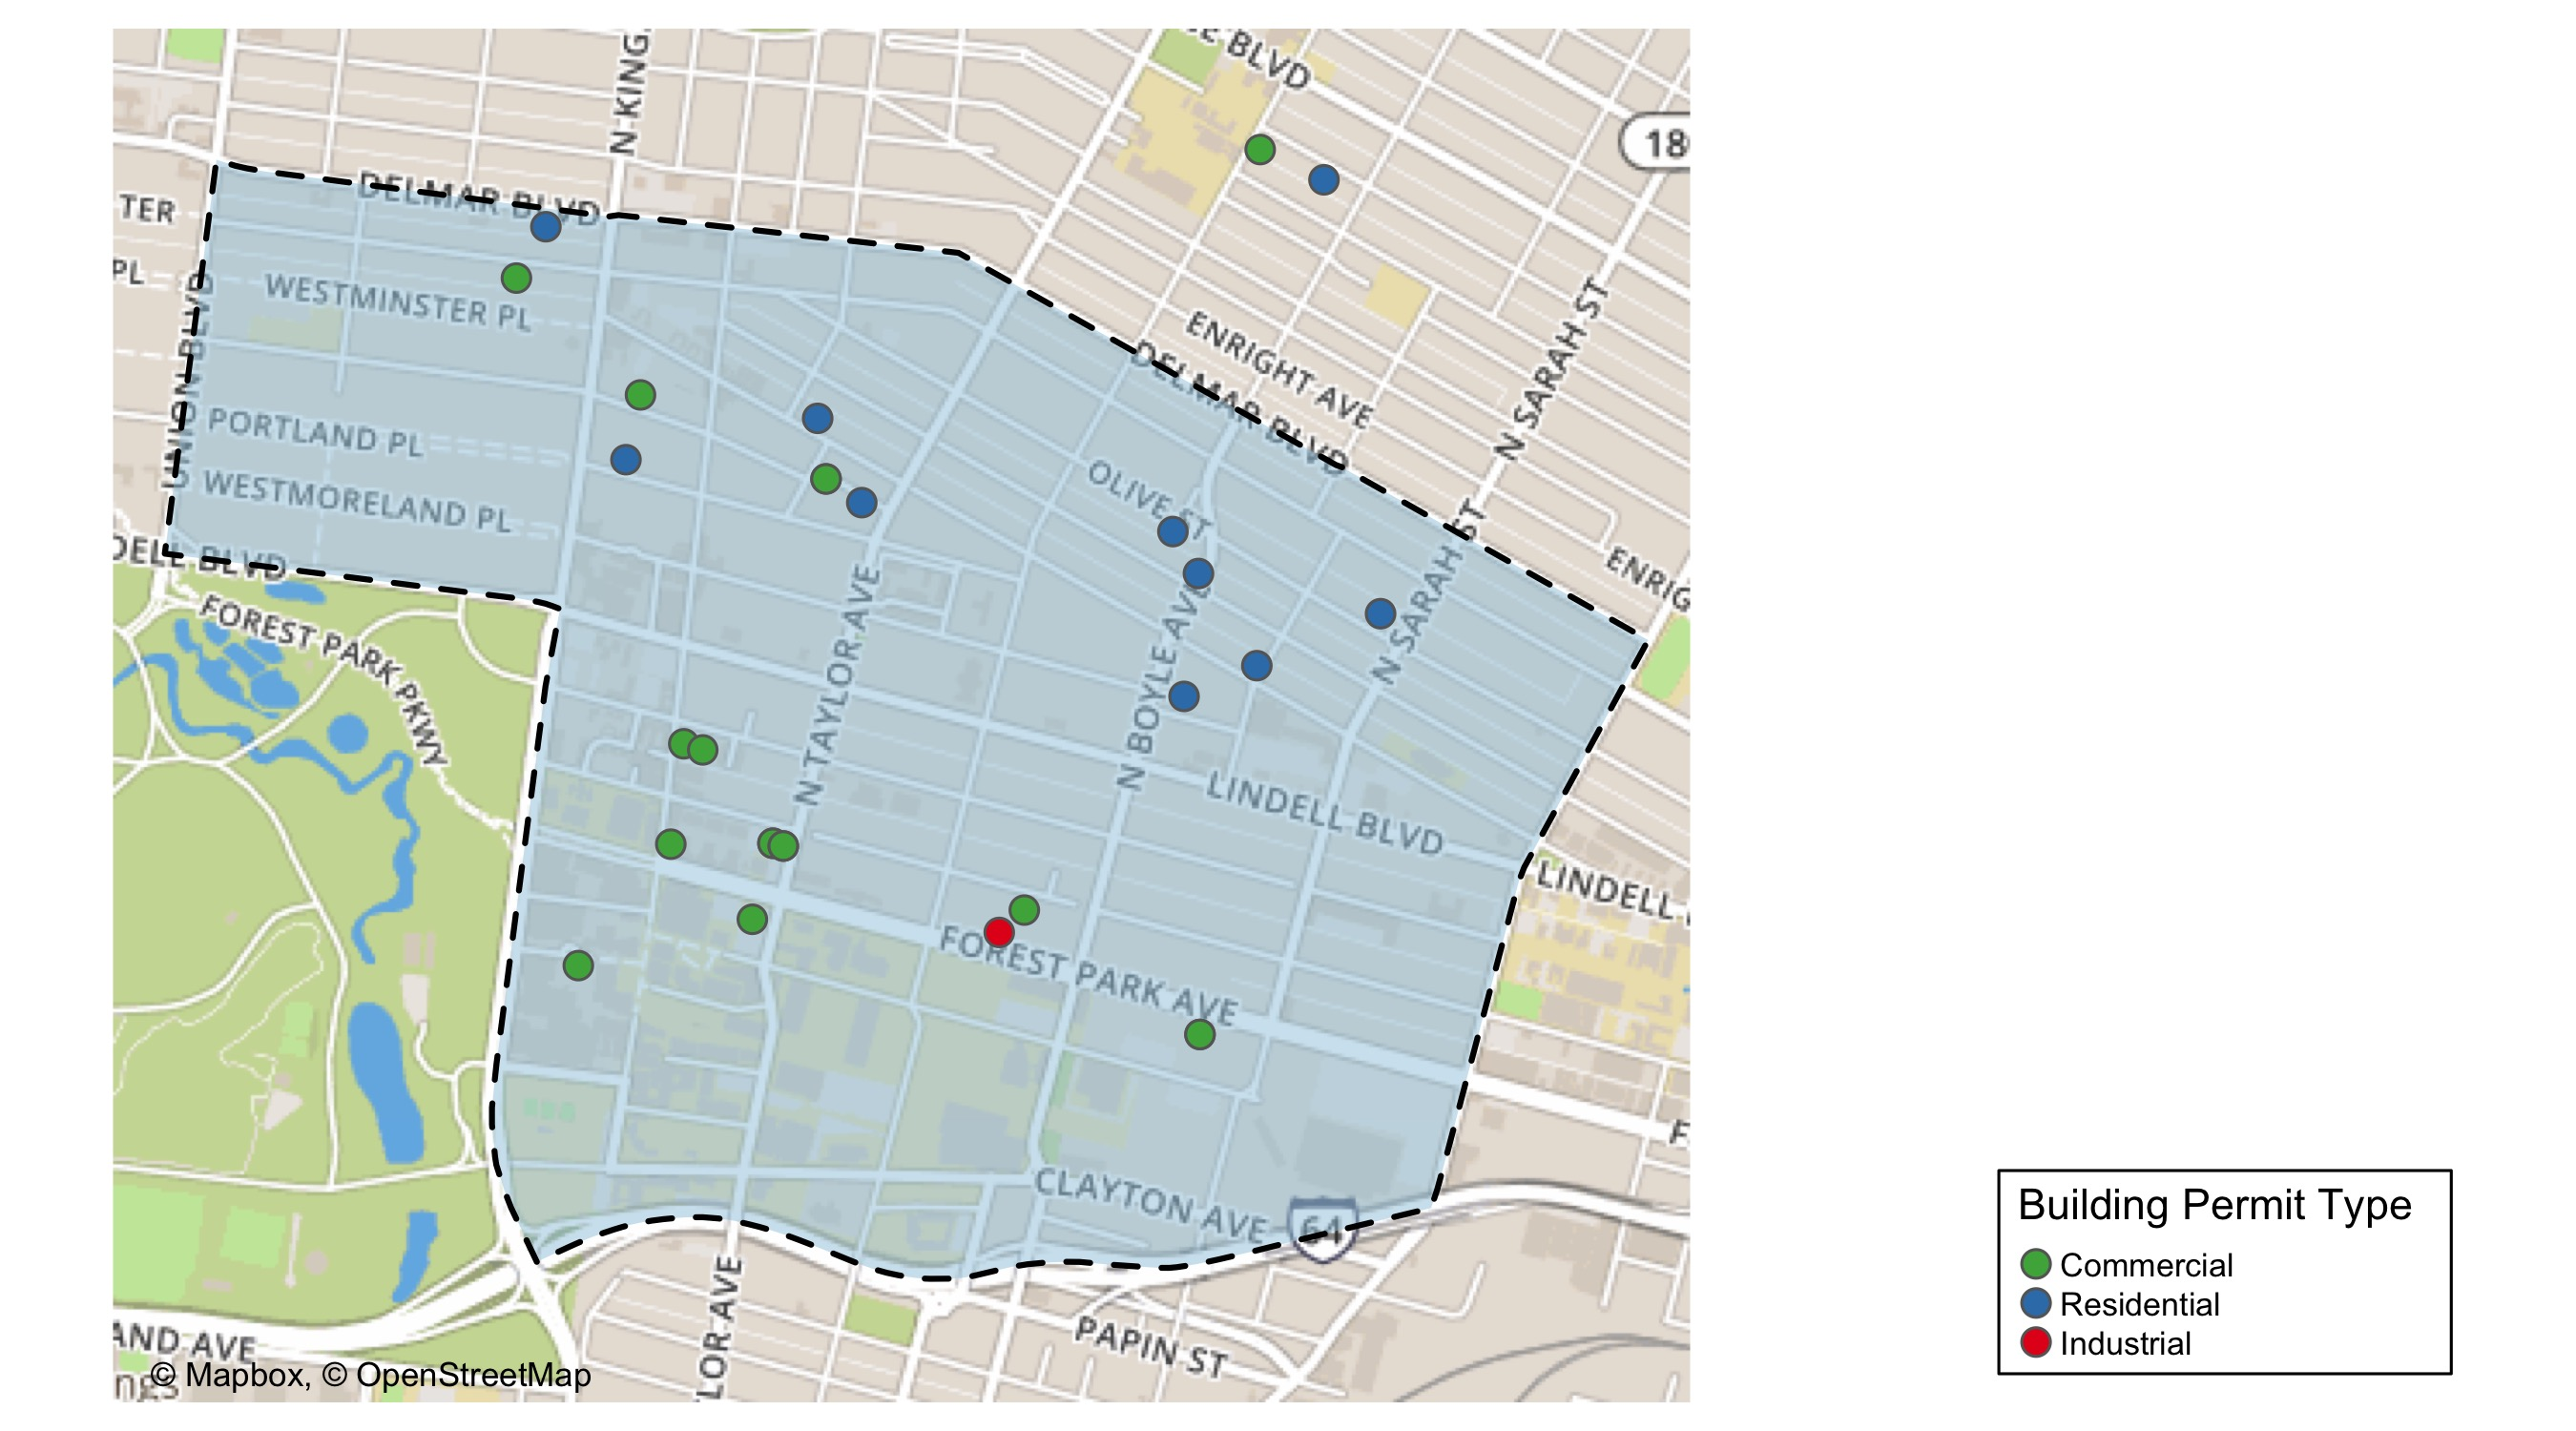 BLVD
N KING
18
TER
DELMAR BLVD
PL
WESTMINSTER PL
UNION BLVD
ENRIGHT AVE
DELMAR BLVD
N SARAH ST
PORTLAND PL
WESTMORELAND PL
OLIVE ST
DELL BLVD
ENRIG
FOREST PARK PKWY
N TAYLOR AVE
N BOYLE AVE
N SARAH ST
LINDELL BLVD
LINDELL
FOREST PARK AVE
F
CLAYTON AVE
64
LOR AVE
PAPIN ST
AND AVE
© Mapbox, © OpenStreetMap
Building Permit Type
Commercial
Residential
Industrial